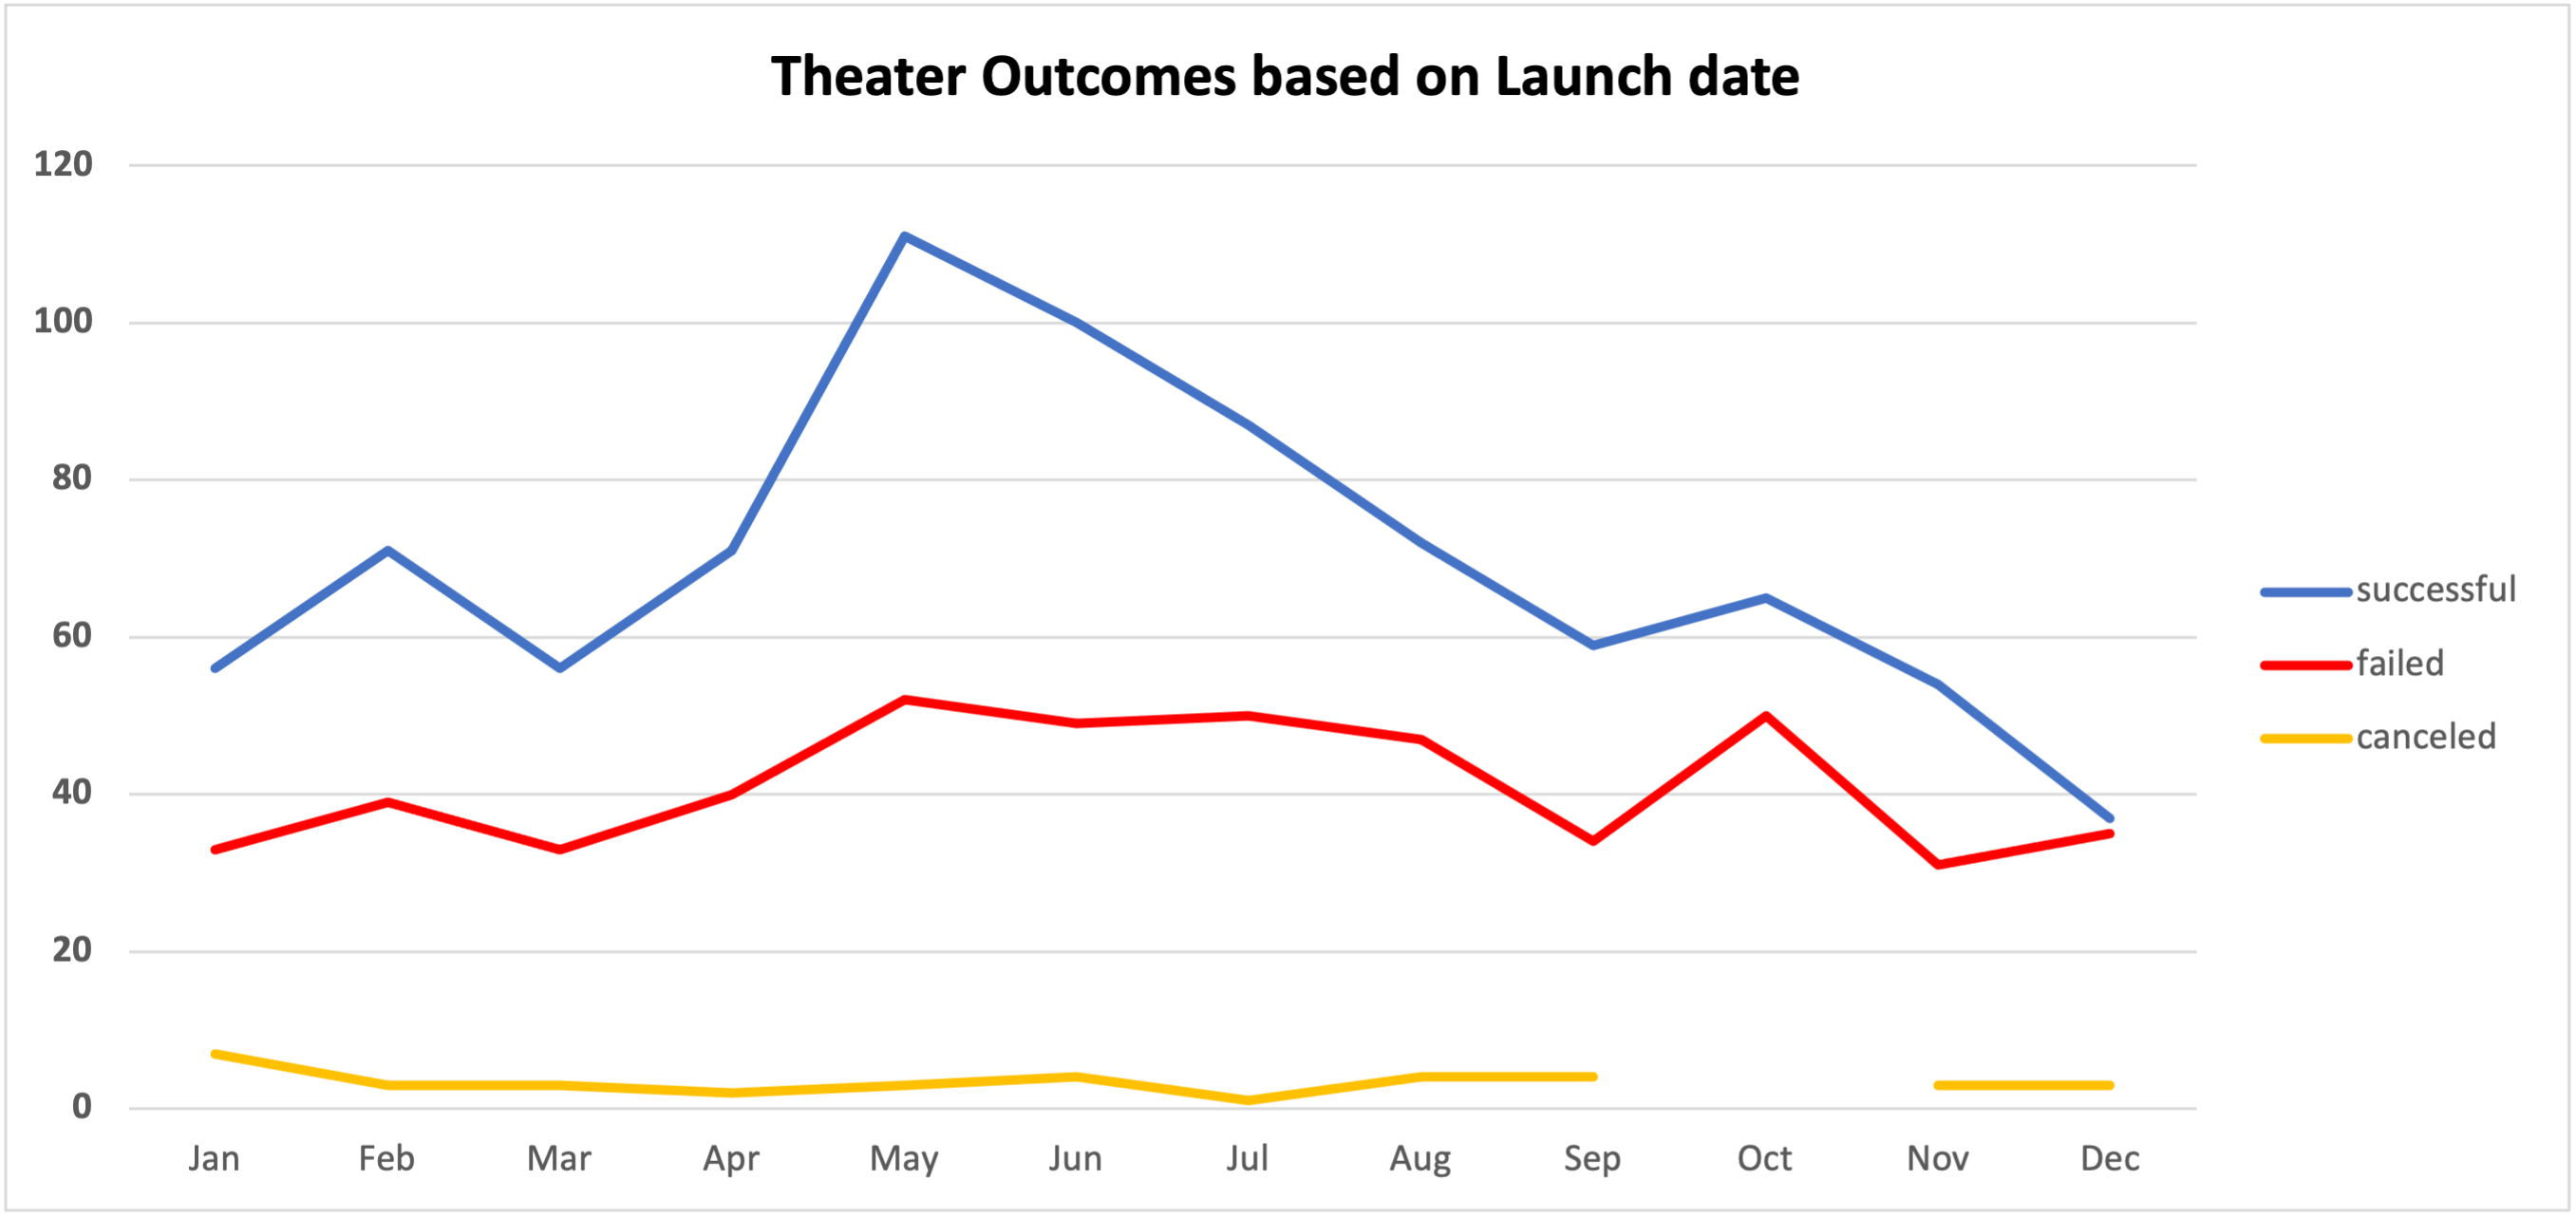 Theater Outcomes based on Launch date
120
100
80
60
40
20
0
Jan Feb Mar Apr May Jun Jul Aug Sep Oct Nov Dec
successful
failed
canceled